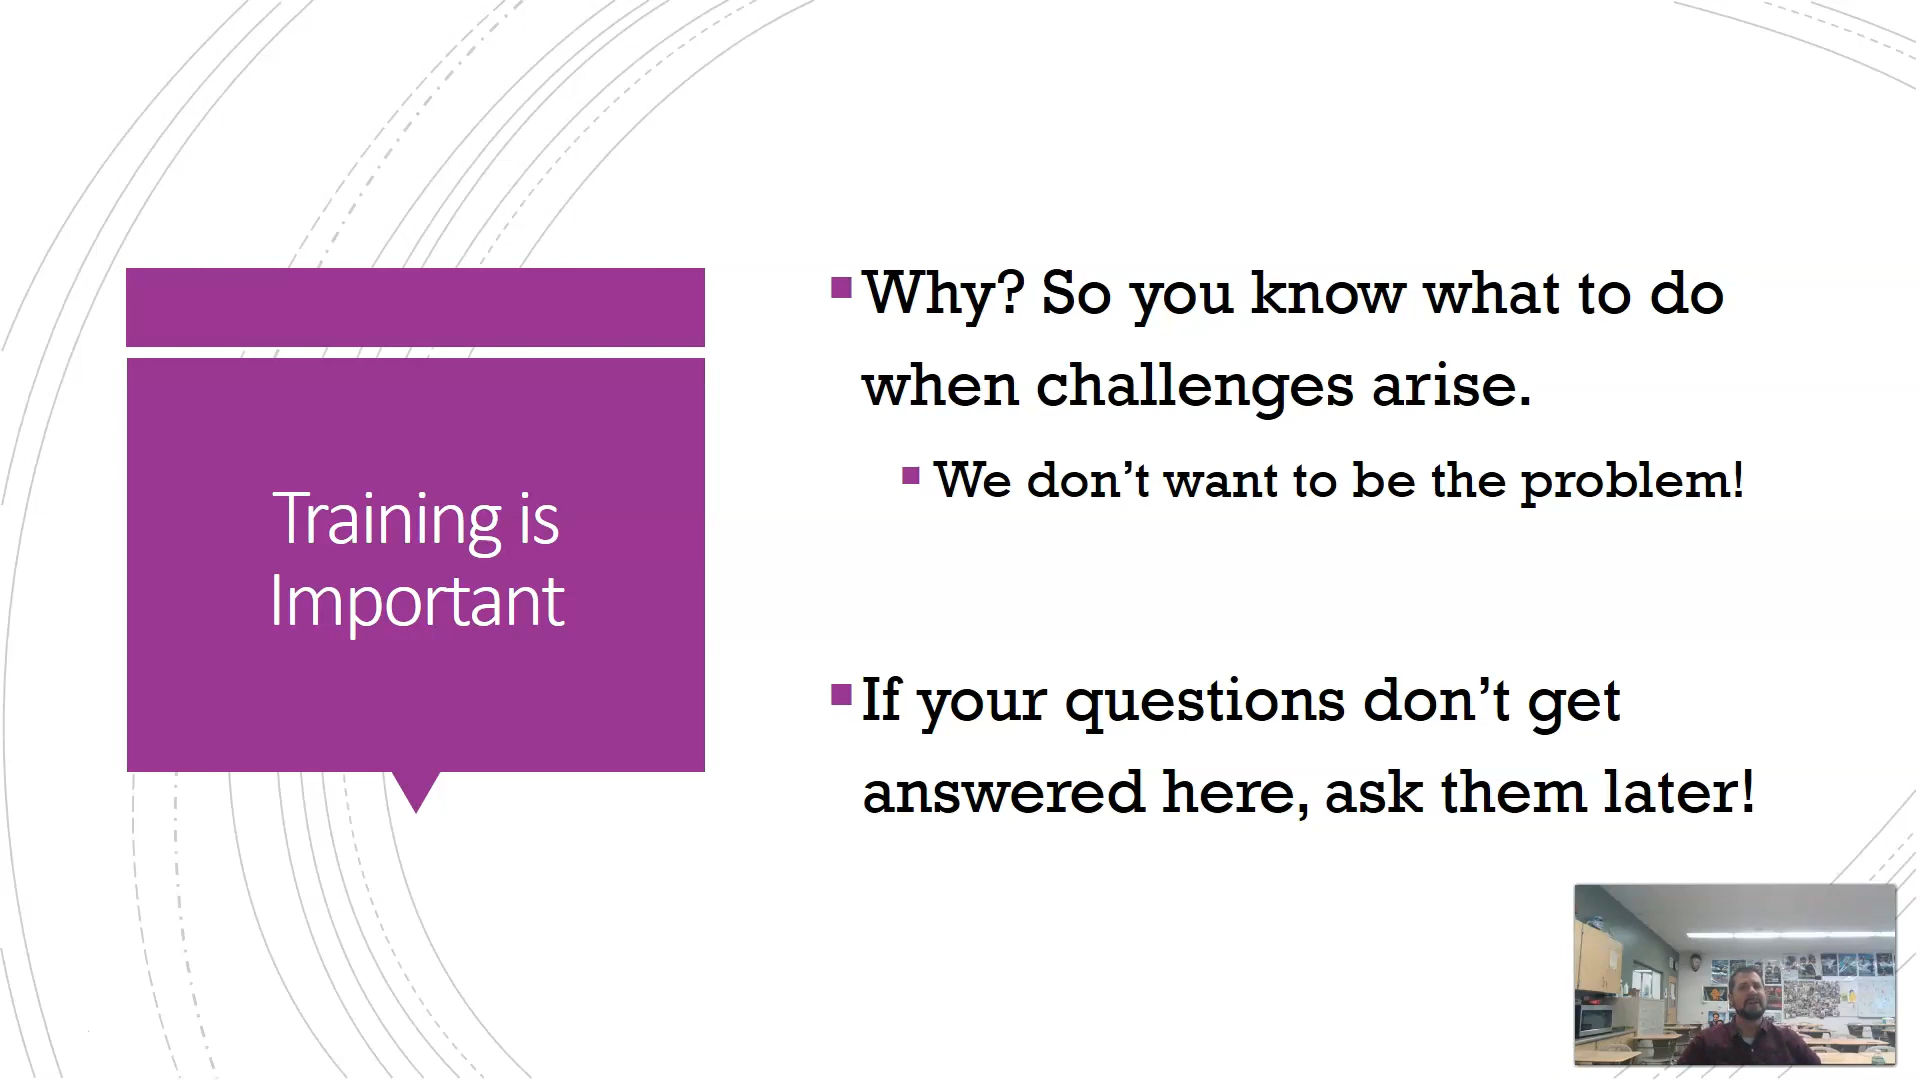 Training is
Important
Why? So you know what to do
when challenges arise.
We don’t want to be the problem!
If your questions don’t get
answered here, ask them later!